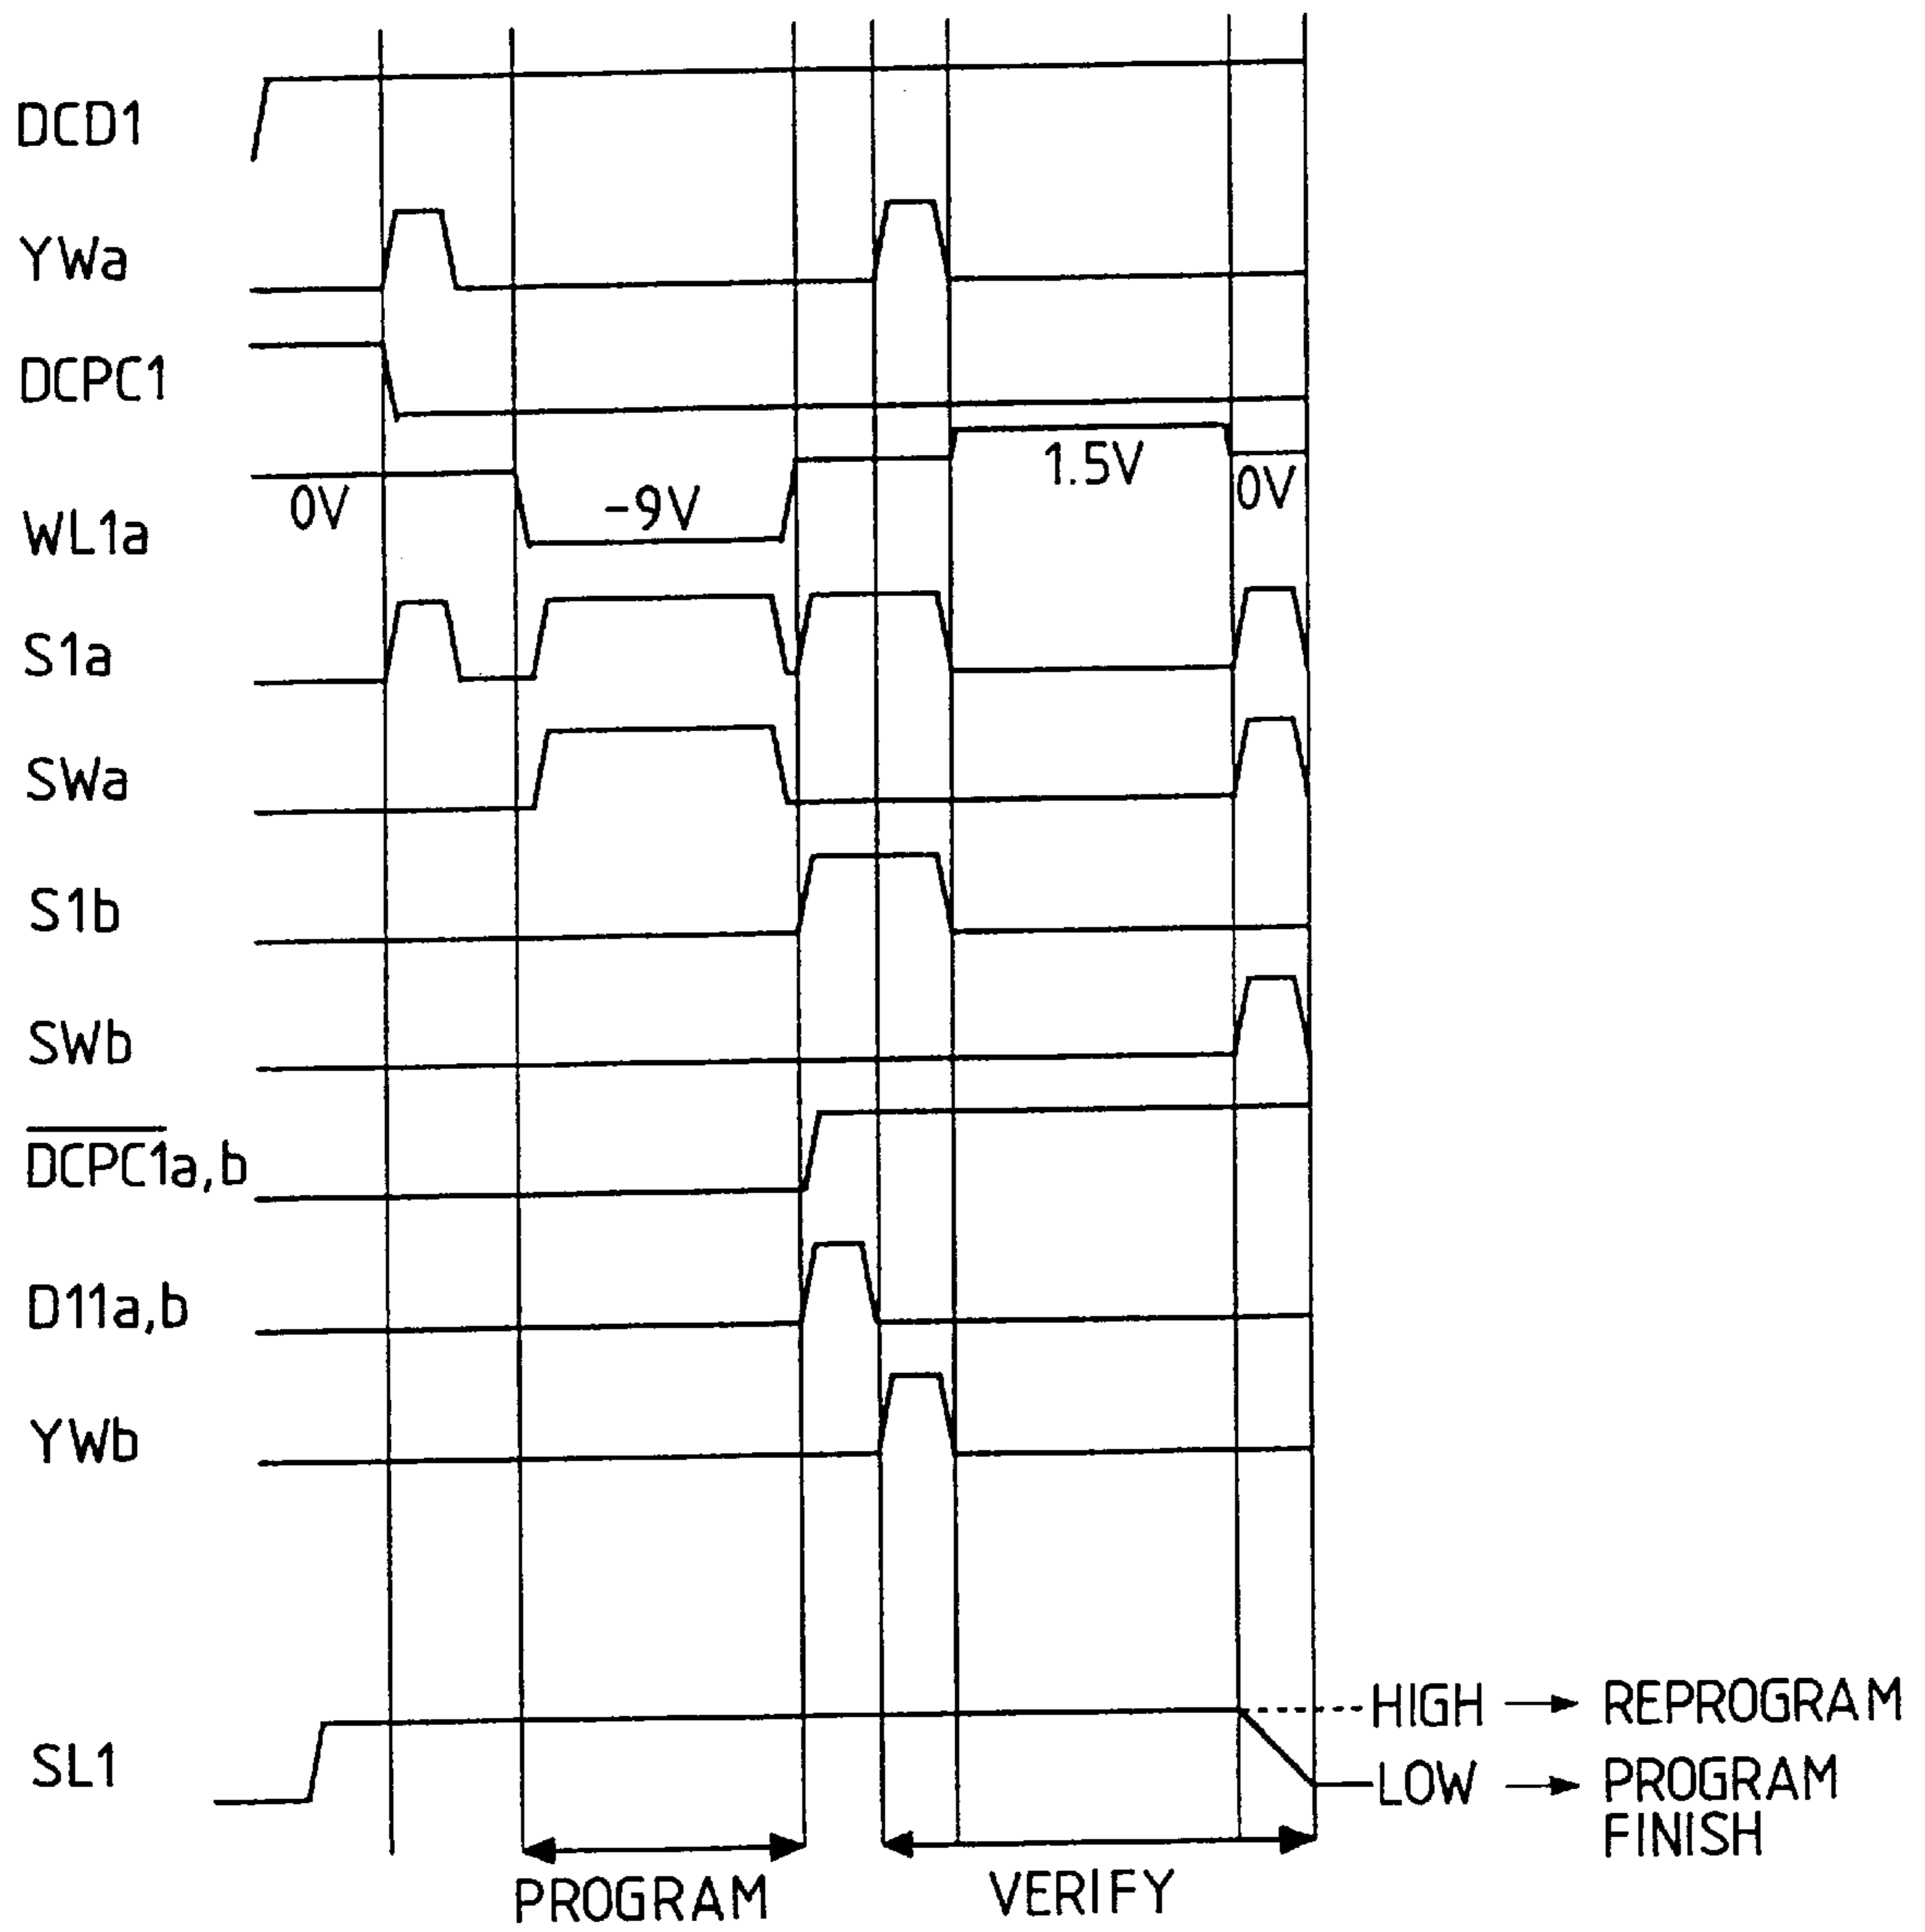 DCD1
YWa
DCPC1
1.5V
0V
-9V
0V
WL1a
S1a
SWa
S1b
SWb
D̅C̅P̅C̅1̅a,b
D11a,b
YWb
HIGH → REPROGRAM
SL1
LOW → PROGRAM
FINISH
PROGRAM
VERIFY